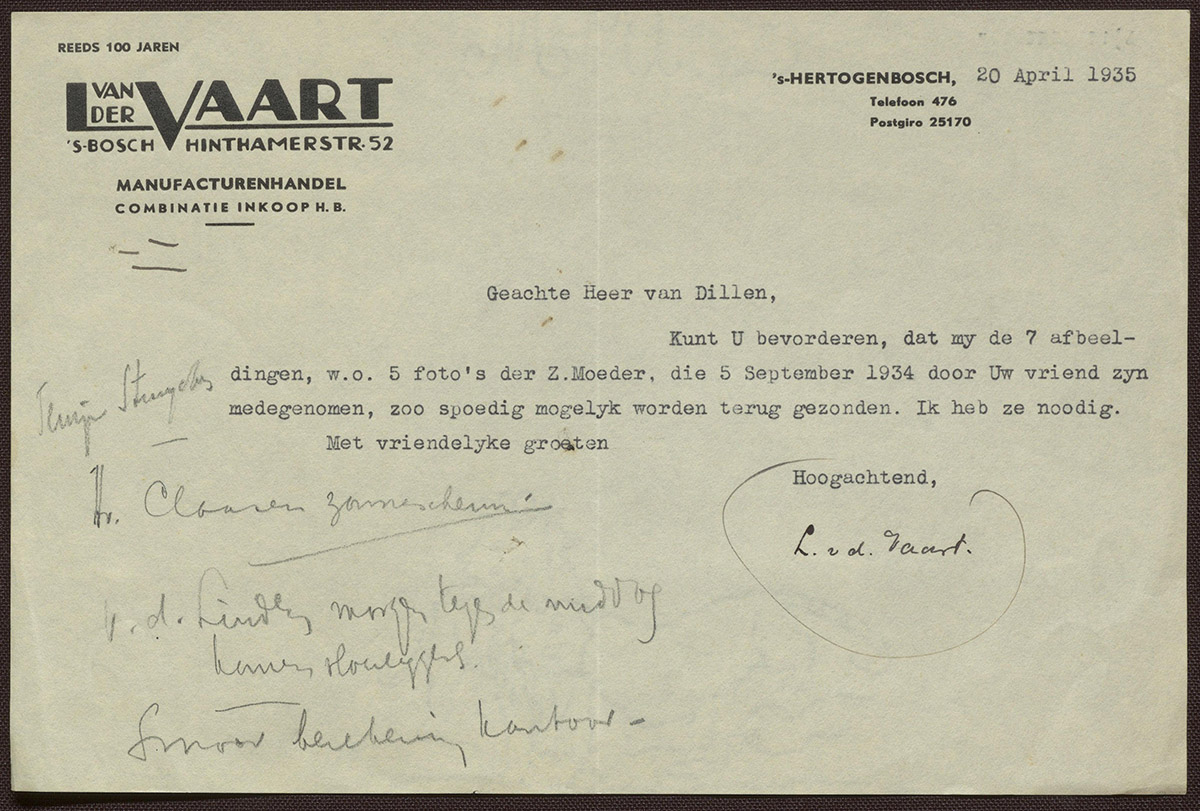 REEDS 100 JAREN
L VAN DER VAART
'S-BOSCH HINTHAMERSTR. 52
MANUFACTURENHANDEL
COMBINATIE INKOOP H. B.
's-HERTOGENBOSCH, 20 April 1935
Telefoon 476
Postgiro 25170
Geachte Heer van Dillen,
Kunt U bevorderen, dat my de 7 afbeel-
dingen, w.o. 5 foto's der Z.Moeder, die 5 September 1934 door Uw vriend zyn
medegenomen, zoo spoedig mogelyk worden terug gezonden. Ik heb ze noodig.
Met vriendelyke groeten
Hoogachtend,
L. v d. Vaart.
Hr. Claasen
v. d. Linden morgen tegen de middag
komen
kantoor -